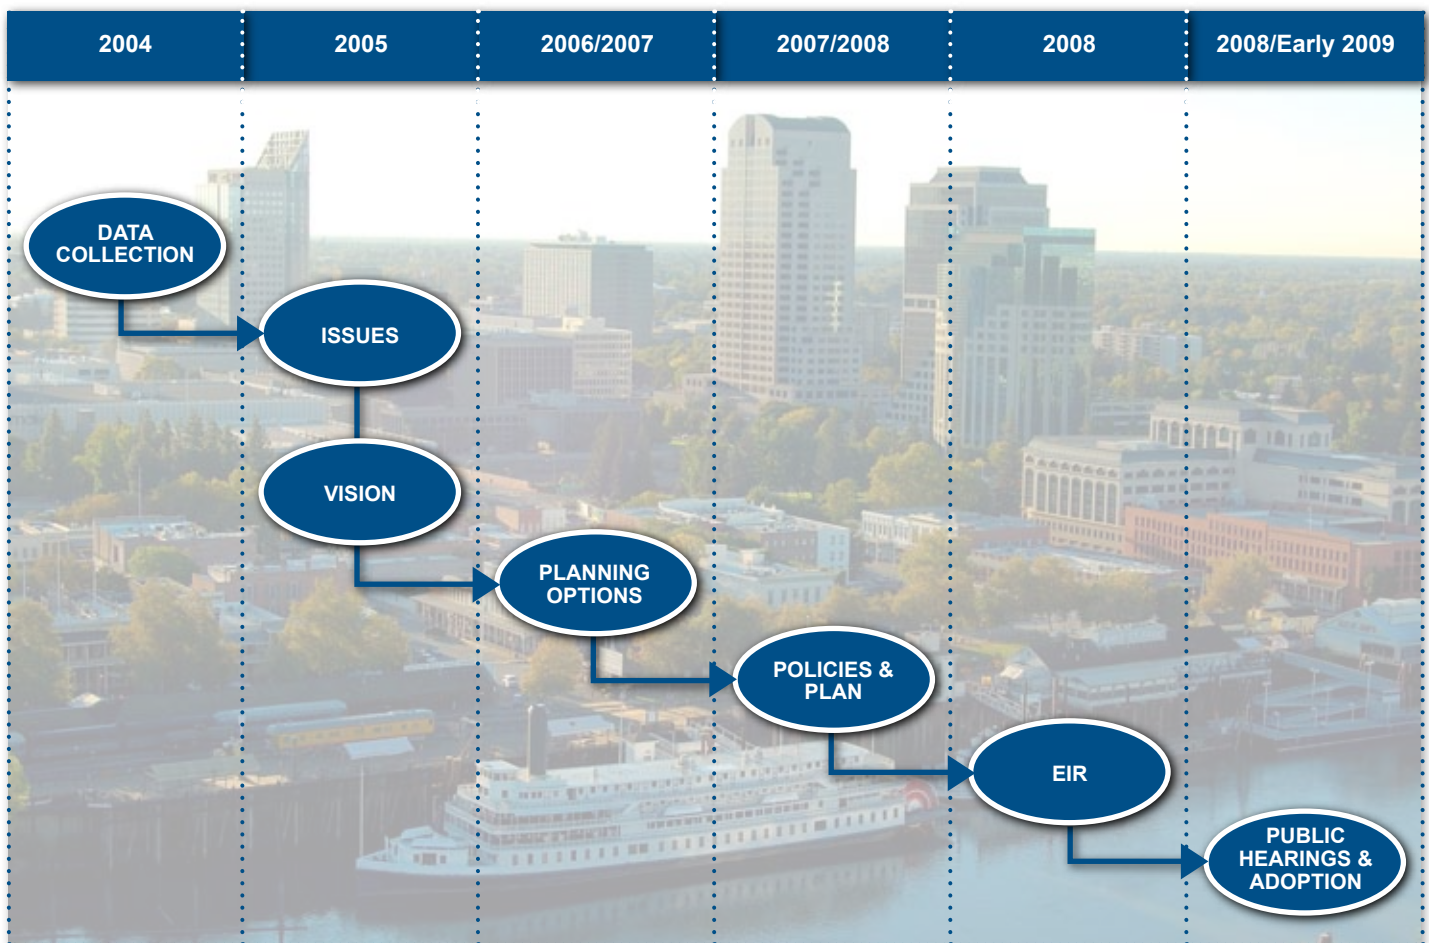 2004
2005
2006/2007
2007/2008
2008
2008/Early 2009
DATA
COLLECTION
ISSUES
VISION
PLANNING
OPTIONS
POLICIES &
PLAN
EIR
PUBLIC
HEARINGS &
ADOPTION